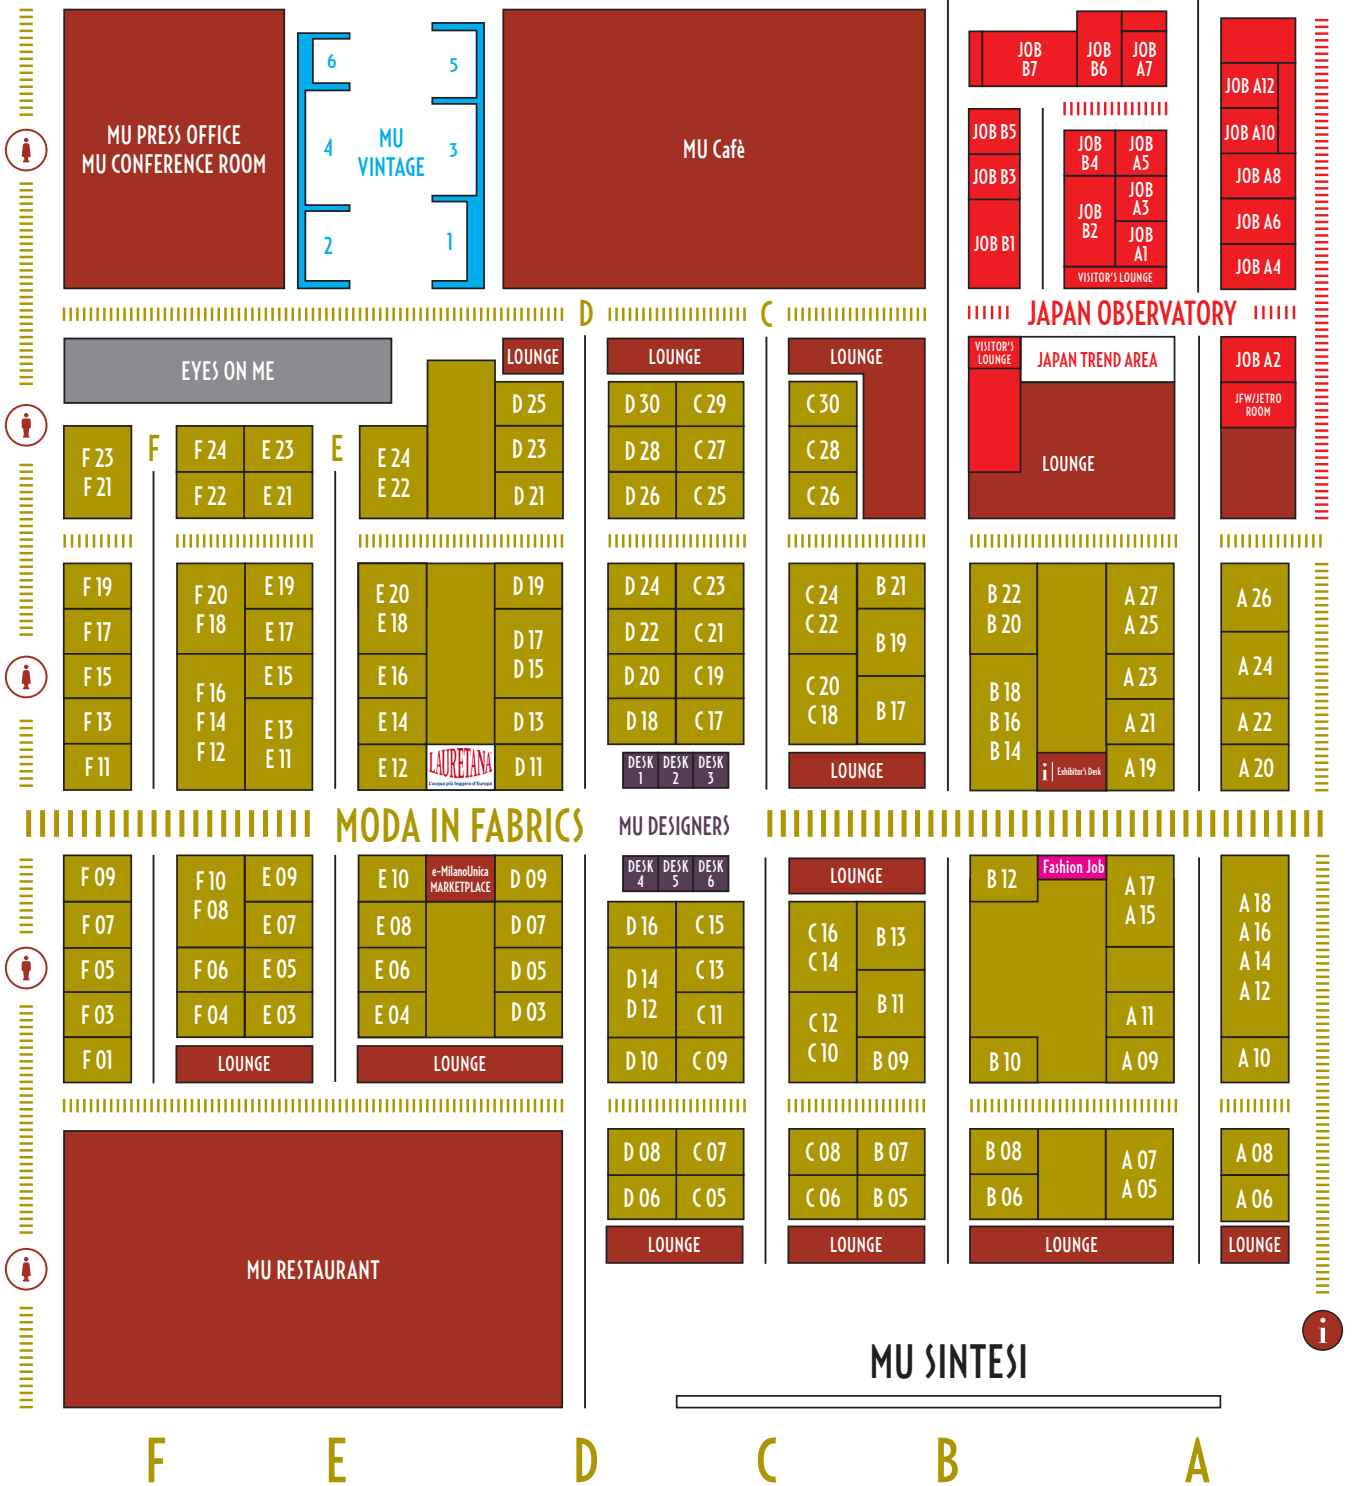 MU PRESS OFFICE
MU CONFERENCE ROOM
6
5
4
MU
VINTAGE
3
2
1
MU Cafè
JOB
B7
JOB
B6
JOB
A7
JOB B5
JOB B3
JOB B1
JOB
B4
JOB
A5
JOB
B2
JOB
A3
JOB
A1
VISITOR'S LOUNGE
JOB A12
JOB A10
JOB A8
JOB A6
JOB A4
D
C
JAPAN OBSERVATORY
EYES ON ME
LOUNGE
LOUNGE
LOUNGE
VISITOR'S
LOUNGE
JAPAN TREND AREA
JOB A2
JFW/JETRO
ROOM
LOUNGE
F 23
F 21
F
F 24
E 23
F 22
E 21
E
E 24
E 22
D 25
D 23
D 21
D 30
C 29
D 28
C 27
D 26
C 25
C 30
C 28
C 26
F 19
F 17
F 15
F 13
F 11
F 20
F 18
E 19
E 17
F 16
F 14
F 12
E 15
E 13
E 11
E 20
E 18
E 16
E 14
E 12
LAURETANA
L'acqua più leggera d'Europa
D 19
D 17
D 15
D 13
D 11
D 24
C 23
D 22
C 21
D 20
C 19
D 18
C 17
DESK
1
DESK
2
DESK
3
C 24
C 22
B 21
B 19
C 20
C 18
B 17
LOUNGE
B 22
B 20
B 18
B 16
B 14
i
Exhibitor's Desk
A 27
A 25
A 23
A 21
A 19
A 26
A 24
A 22
A 20
MODA IN FABRICS
MU DESIGNERS
F 09
F 07
F 05
F 03
F 01
F 10
F 08
E 09
E 07
F 06
E 05
F 04
E 03
LOUNGE
E 10
e-MilanoUnica
MARKETPLACE
D 09
E 08
D 07
E 06
D 05
E 04
D 03
LOUNGE
DESK
4
DESK
5
DESK
6
D 16
C 15
D 14
D 12
C 13
C 11
D 10
C 09
LOUNGE
C 16
C 14
B 13
B 11
C 12
C 10
B 09
B 12
Fashion Job
A 17
A 15
A 11
B 10
A 09
A 18
A 16
A 14
A 12
A 10
MU RESTAURANT
D 08
C 07
D 06
C 05
LOUNGE
C 08
B 07
C 06
B 05
LOUNGE
B 08
B 06
A 07
A 05
LOUNGE
A 08
A 06
LOUNGE
i
MU SINTESI
F
E
D
C
B
A